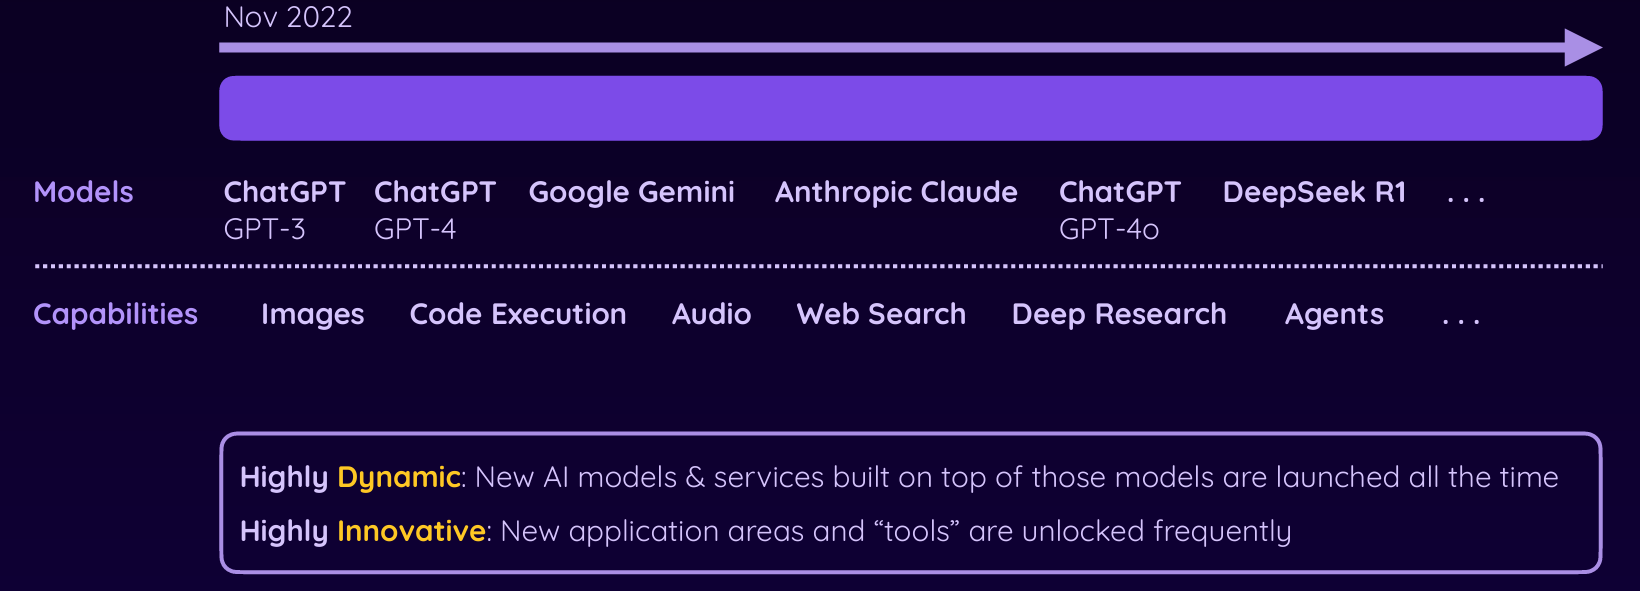 Nov 2022
Models ChatGPT ChatGPT Google Gemini Anthropic Claude ChatGPT DeepSeek R1 ...
GPT-3 GPT-4 GPT-4o
Capabilities Images Code Execution Audio Web Search Deep Research Agents ...
Highly Dynamic: New AI models & services built on top of those models are launched all the time
Highly Innovative: New application areas and “tools” are unlocked frequently